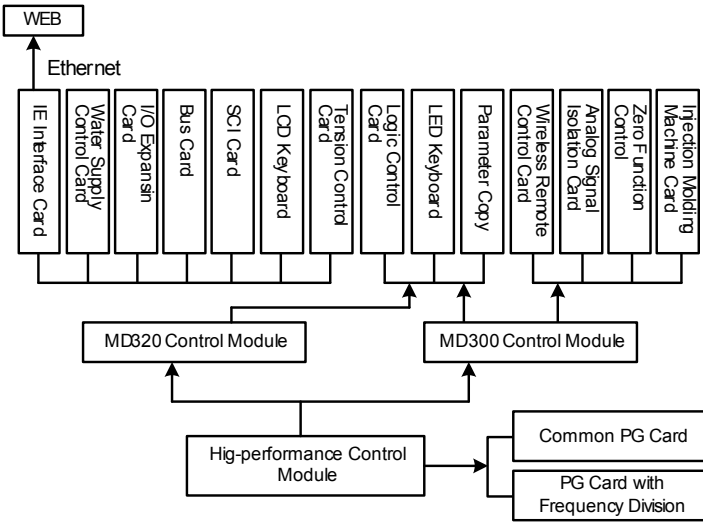 WEB
Ethernet
IE Interface Card
Water Supply
Control Card
I/O Expansin
Card
Bus Card
SCI Card
LCD Keyboard
Tension Control
Card
Logic Control
Card
LED Keyboard
Parameter Copy
Wireless Remote
Control Card
Analog Signal
Isolation Card
Zero Function
Control
Injection Molding
Machine Card
MD320 Control Module
MD300 Control Module
Hig-performance Control
Module
Common PG Card
PG Card with
Frequency Division